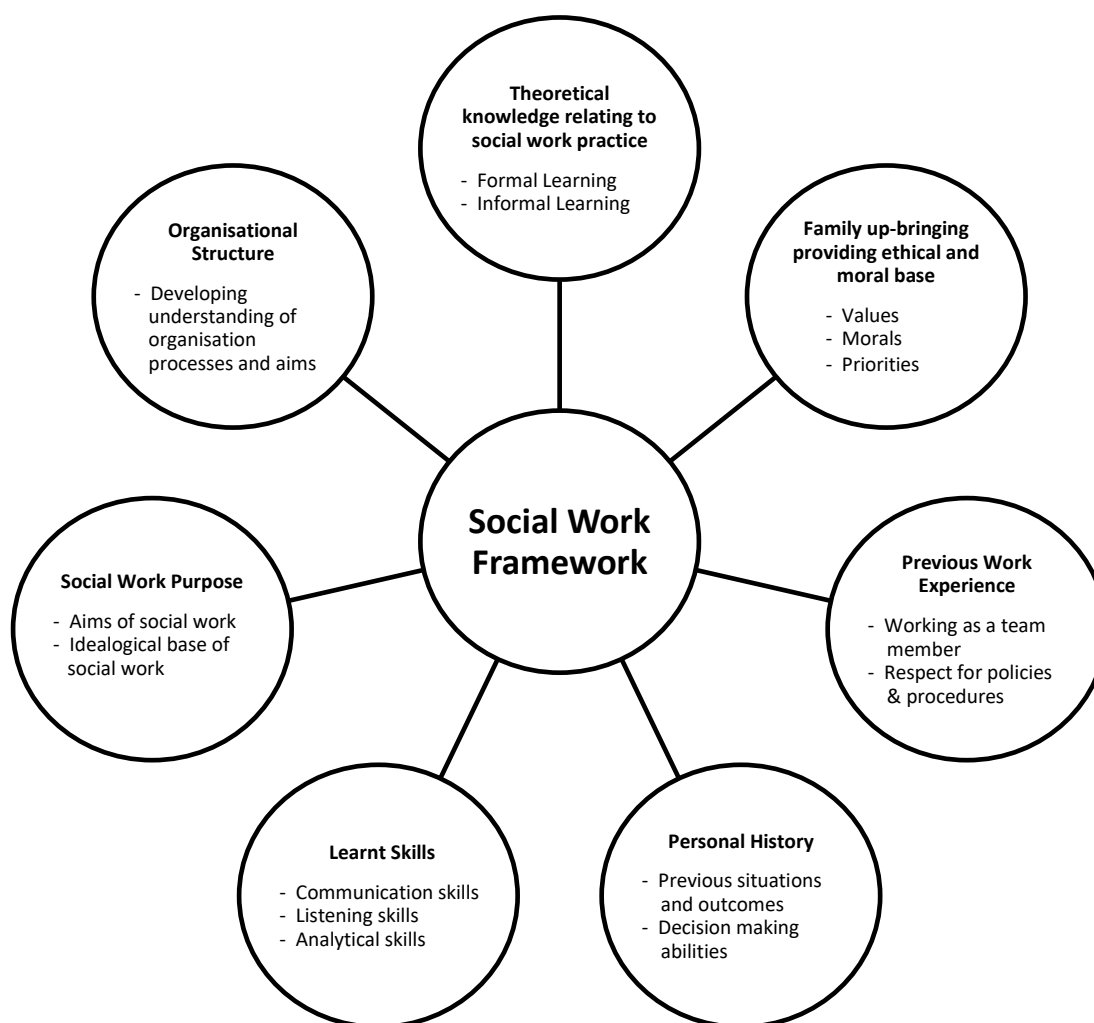 Theoretical
knowledge relating to
social work practice
- Formal Learning
- Informal Learning
Family up-bringing
providing ethical and
moral base
- Values
- Morals
- Priorities
Previous Work
Experience
- Working as a team
member
- Respect for policies
& procedures
Personal History
- Previous situations
and outcomes
- Decision making
abilities
Learnt Skills
- Communication skills
- Listening skills
- Analytical skills
Social Work Purpose
- Aims of social work
- Idealogical base of
social work
Organisational
Structure
- Developing
understanding of
organisation
processes and aims
Social Work
Framework